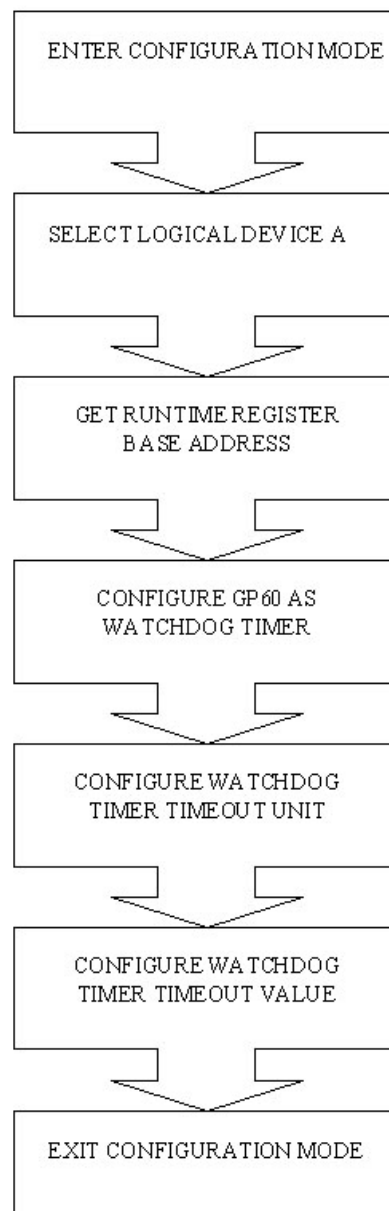 ENTER CONFIGURATION MODE
SELECT LOGICAL DEVICE A
GET RUNTIME REGISTER
BASE ADDRESS
CONFIGURE GP60 AS
WATCHDOG TIMER
CONFIGURE WATCHDOG
TIMER TIMEOUT UNIT
CONFIGURE WATCHDOG
TIMER TIMEOUT VALUE
EXIT CONFIGURATION MODE